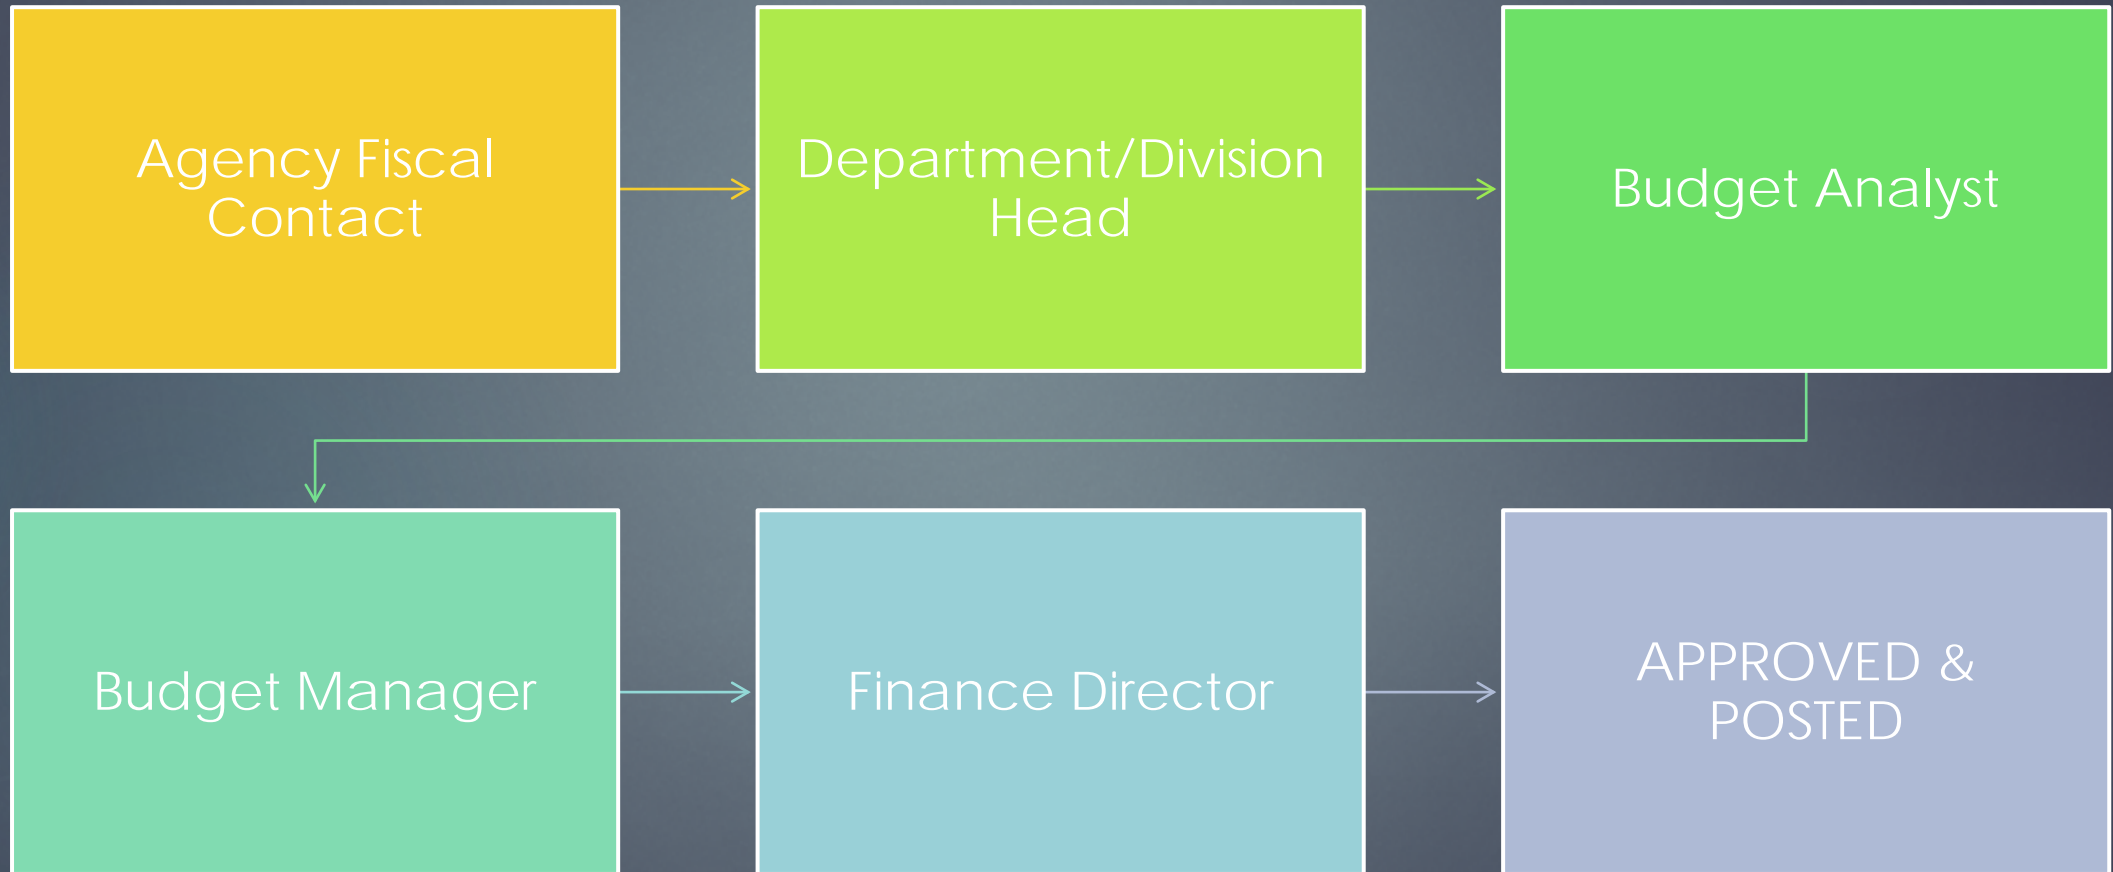 Agency Fiscal
Contact
Department/Division
Head
Budget Analyst
Budget Manager
Finance Director
APPROVED &
POSTED